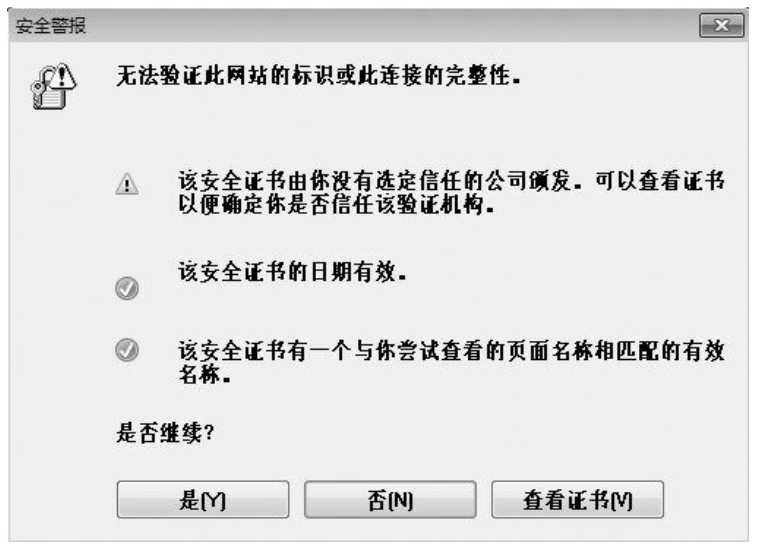 安全警报
无法验证此网站的标识或此连接的完整性。
该安全证书由你没有选定信任的公司颁发。可以查看证书
以便确定你是否信任该验证机构。
该安全证书的日期有效。
该安全证书有一个与你尝试查看的页面名称相匹配的有效
名称。
是否继续?
是(Y)
否(N)
查看证书(V)